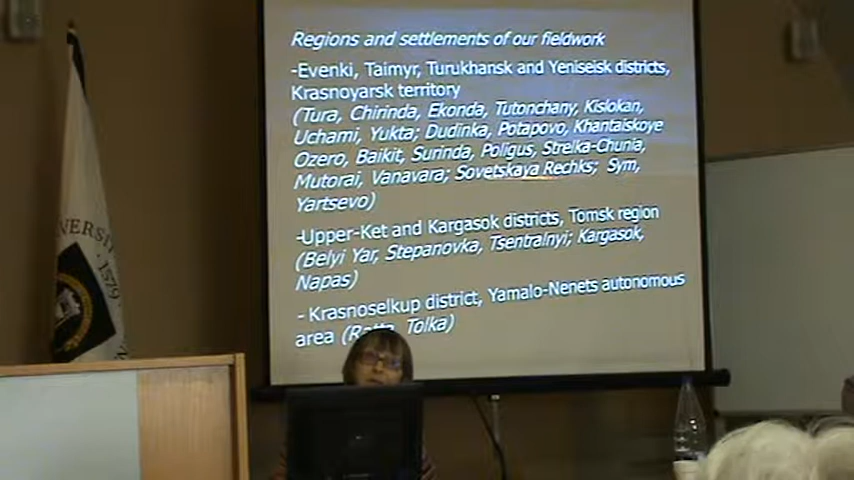 Regions and settlements of our fieldwork
-Evenki, Taimyr, Turukhansk and Yeniseisk districts,
Krasnoyarsk territory
(Tura, Chirinda, Ekonda, Tutonchany, Kislokan,
Uchami, Yukta; Dudinka, Potapovo, Khantaiskoye
Ozero, Baikit, Surinda, Poligus, Strelka-Chunia,
Mutorai, Vanavara; Sovetskaya Rechks; Sym,
Yartsevo)
-Upper-Ket and Kargasok districts, Tomsk region
(Belyi Yar, Stepanovka, Tsentralnyi; Kargasok,
Napas)
- Krasnoselkup district, Yamalo-Nenets autonomous
area (Ratta, Tolka)
VERSIT
1579